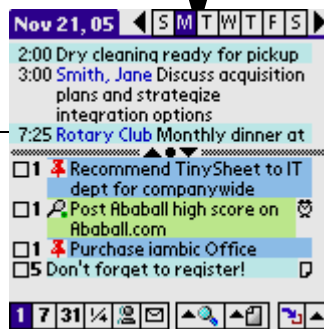 Nov 21, 05 S M T W T F S
2:00 Dry cleaning ready for pickup
3:00 Smith, Jane Discuss acquisition
plans and strategize
integration options
7:25 Rotary Club Monthly dinner at
1 Recommend TinySheet to IT
dept for companywide
1 Post Ababall high score on
Ababall.com
1 Purchase iambic Office
5 Don't forget to register!
1 7 31 ¼